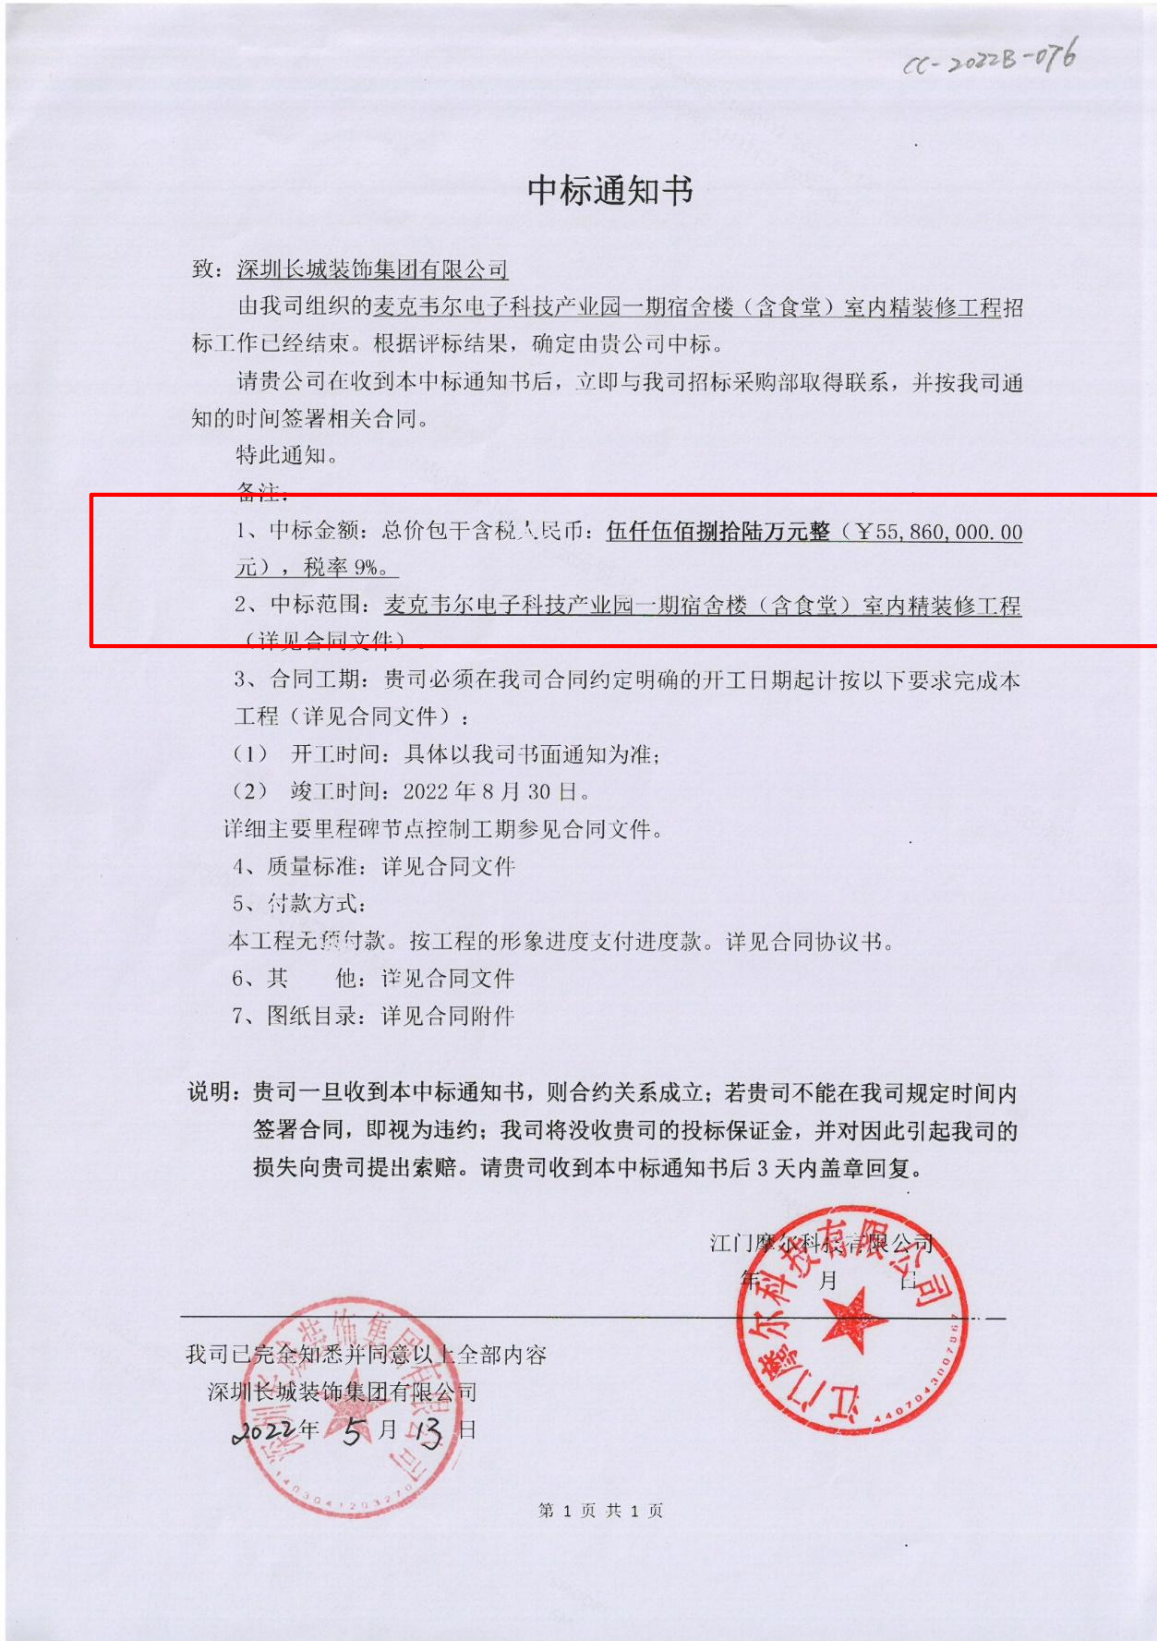 CC-2022B-076
中标通知书
致：深圳长城装饰集团有限公司
由我司组织的麦克韦尔电子科技产业园一期宿舍楼（含食堂）室内精装修工程招
标工作已经结束。根据评标结果，确定由贵公司中标。
请贵公司在收到本中标通知书后，立即与我司招标采购部取得联系，并按我司通
知的时间签署相关合同。
特此通知。
备注：
1、中标金额：总价包干含税人民币：伍仟伍佰捌拾陆万元整（￥55,860,000.00
元），税率 9%。
2、中标范围：麦克韦尔电子科技产业园一期宿舍楼（含食堂）室内精装修工程
（详见合同文件）。
3、合同工期：贵司必须在我司合同约定明确的开工日期起计按以下要求完成本
工程（详见合同文件）：
（1） 开工时间：具体以我司书面通知为准；
（2） 竣工时间：2022 年 8 月 30 日。
详细主要里程碑节点控制工期参见合同文件。
4、质量标准：详见合同文件
5、付款方式：
本工程无预付款。按工程的形象进度支付进度款。详见合同协议书。
6、其 他：详见合同文件
7、图纸目录：详见合同附件
说明：贵司一旦收到本中标通知书，则合约关系成立；若贵司不能在我司规定时间内
签署合同，即视为违约；我司将没收贵司的投标保证金，并对因此引起我司的
损失向贵司提出索赔。请贵司收到本中标通知书后 3 天内盖章回复。
江门摩尔科技有限公司
年 月 日
江门摩尔科技有限公司
我司已完全知悉并同意以上全部内容
深圳长城装饰集团有限公司
2022年 5 月 13 日
深圳长城装饰集团有限公司
第 1 页 共 1 页